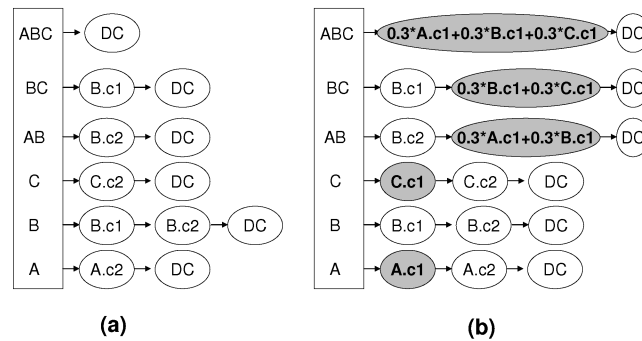 ABC DC
BC B.c1 DC
AB B.c2 DC
C C.c2 DC
B B.c1 B.c2 DC
A A.c2 DC
(a)
ABC 0.3*A.c1+0.3*B.c1+0.3*C.c1 DC
BC B.c1 0.3*B.c1+0.3*C.c1 DC
AB B.c2 0.3*A.c1+0.3*B.c1 DC
C C.c1 C.c2 DC
B B.c1 B.c2 DC
A A.c1 A.c2 DC
(b)